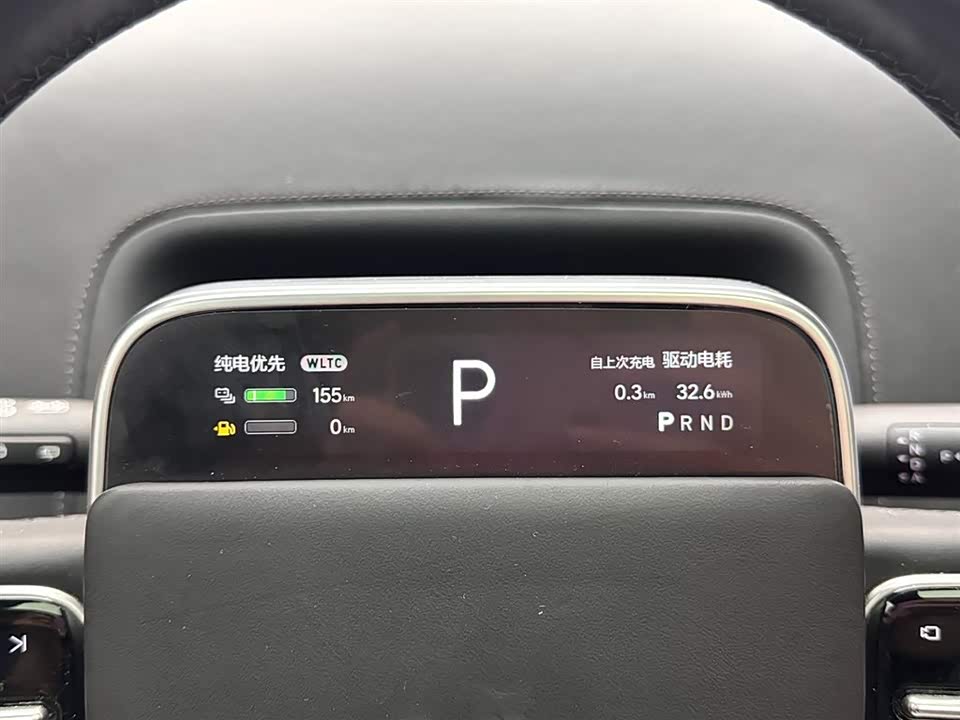 纯电优先 WLTC
155km
0km
P
自上次充电 驱动电耗
0.3km 32.6kWh
PRND